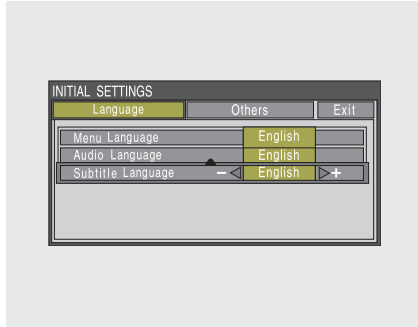 INITIAL SETTINGS
Language Others Exit
Menu Language English
Audio Language English
Subtitle Language − English +